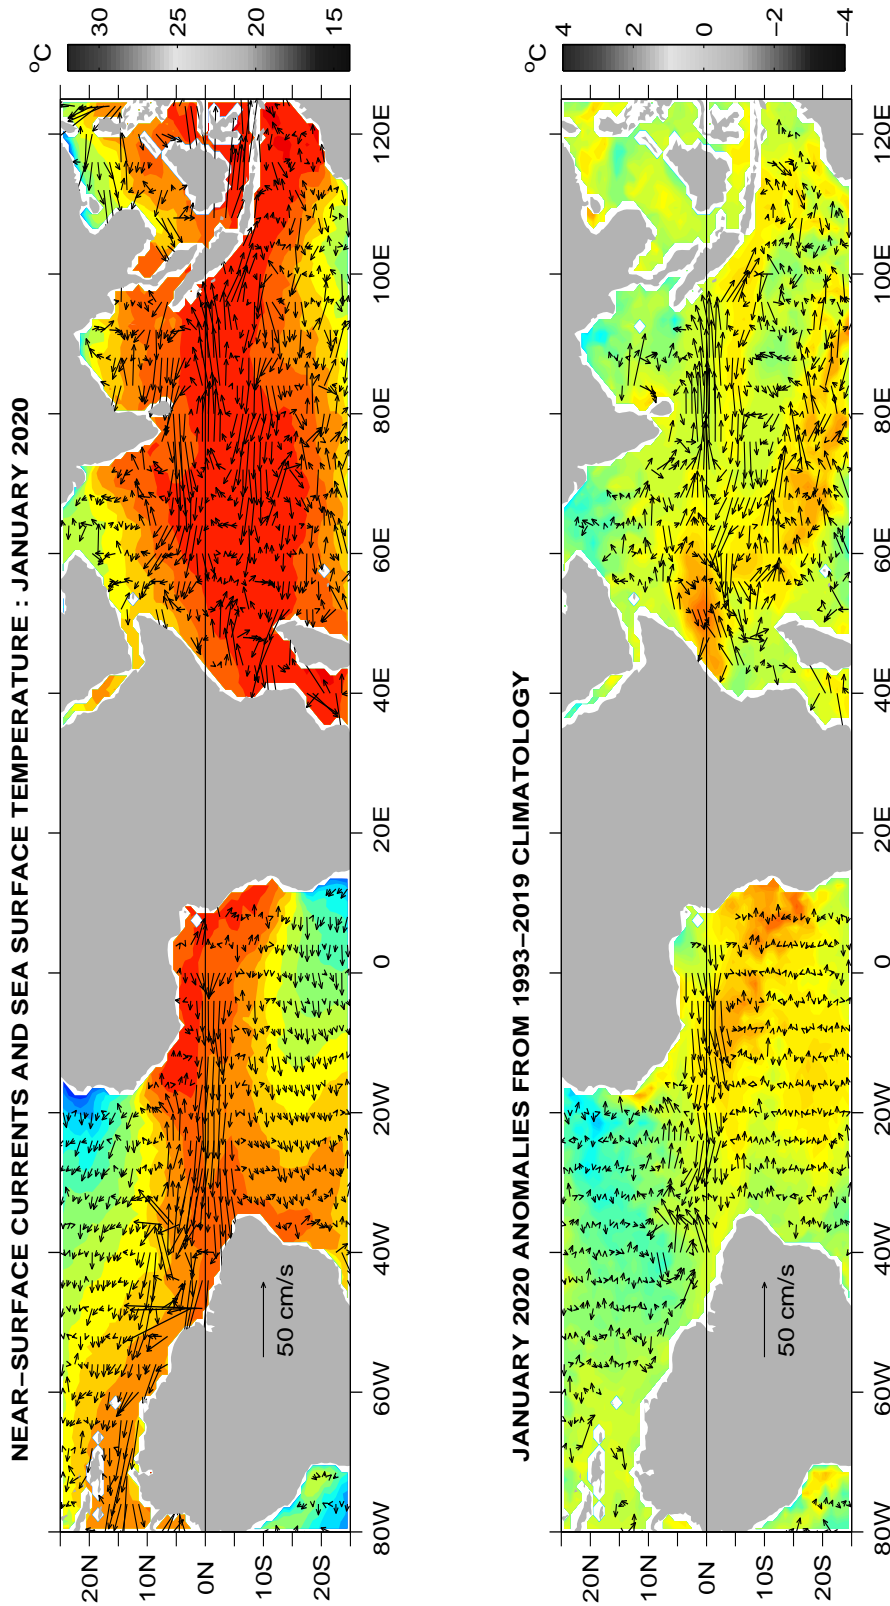 NEAR–SURFACE CURRENTS AND SEA SURFACE TEMPERATURE : JANUARY 2020
°C
30
25
20
15
20N
10N
0N
10S
20S
50 cm/s
80W
60W
40W
20W
0
20E
40E
60E
80E
100E
120E
JANUARY 2020 ANOMALIES FROM 1993–2019 CLIMATOLOGY
°C
4
2
0
–2
–4
20N
10N
0N
10S
20S
50 cm/s
80W
60W
40W
20W
0
20E
40E
60E
80E
100E
120E